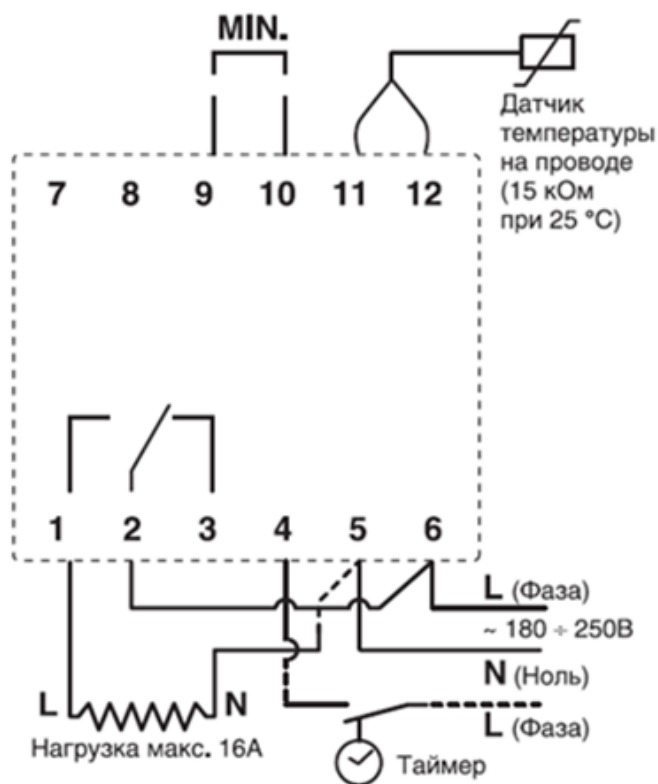 MIN.
Датчик
температуры
на проводе
(15 кОм
при 25 °C)
7 8 9 10 11 12
1 2 3 4 5 6
L (Фаза)
~ 180 ÷ 250В
N (Ноль)
L (Фаза)
L N
Нагрузка макс. 16А
Таймер